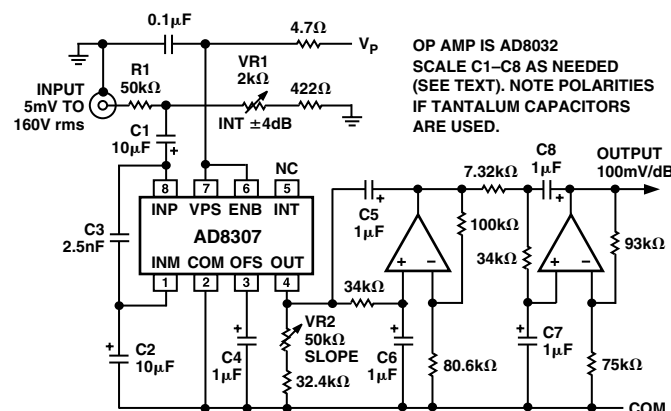 0.1µF
4.7Ω
VP
OP AMP IS AD8032
SCALE C1–C8 AS NEEDED
(SEE TEXT). NOTE POLARITIES
IF TANTALUM CAPACITORS
ARE USED.
INPUT
5mV TO
160V rms
R1
50kΩ
VR1
2kΩ
422Ω
INT ±4dB
C1
10µF
+
NC
8
7
6
5
INP
VPS
ENB
INT
AD8307
INM
COM
OFS
OUT
1
2
3
4
C3
2.5nF
+
C2
10µF
+
C4
1µF
VR2
50kΩ
SLOPE
32.4kΩ
C5
1µF
+
34kΩ
+
C6
1µF
+ –
100kΩ
80.6kΩ
7.32kΩ
34kΩ
C8
1µF
+
OUTPUT
100mV/dB
+ –
93kΩ
+
C7
1µF
75kΩ
COM